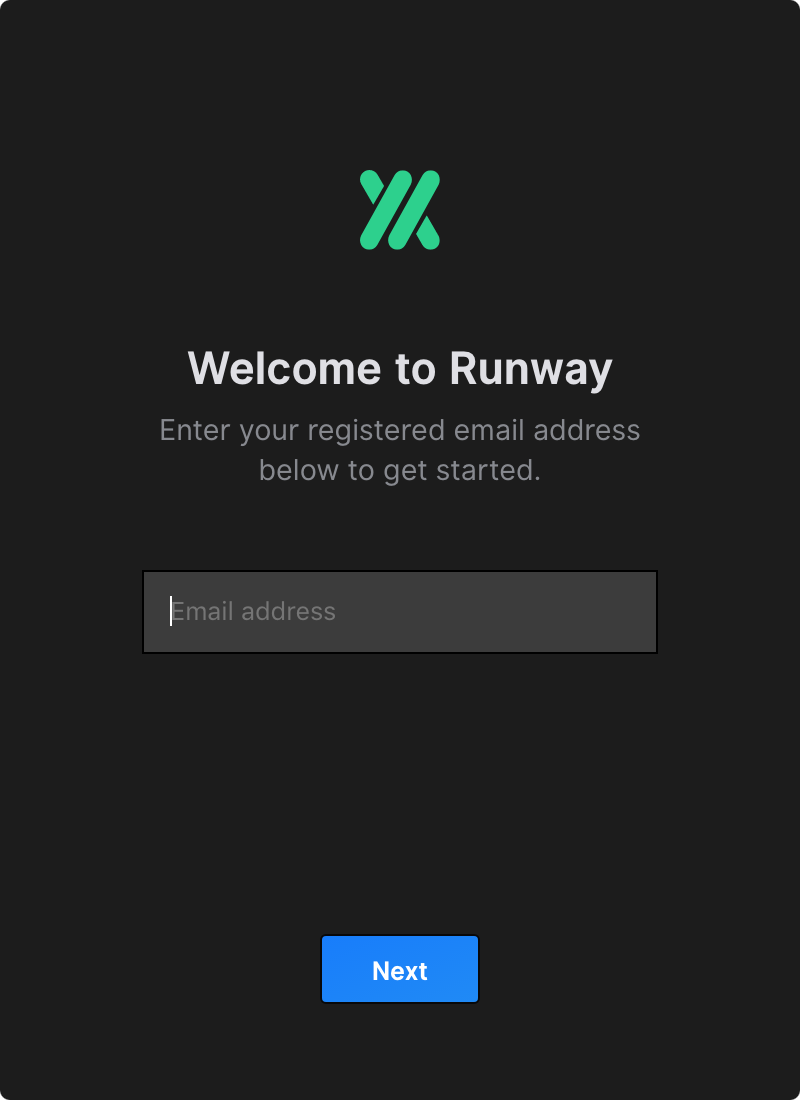 Welcome to Runway
Enter your registered email address
below to get started.
Email address
Next